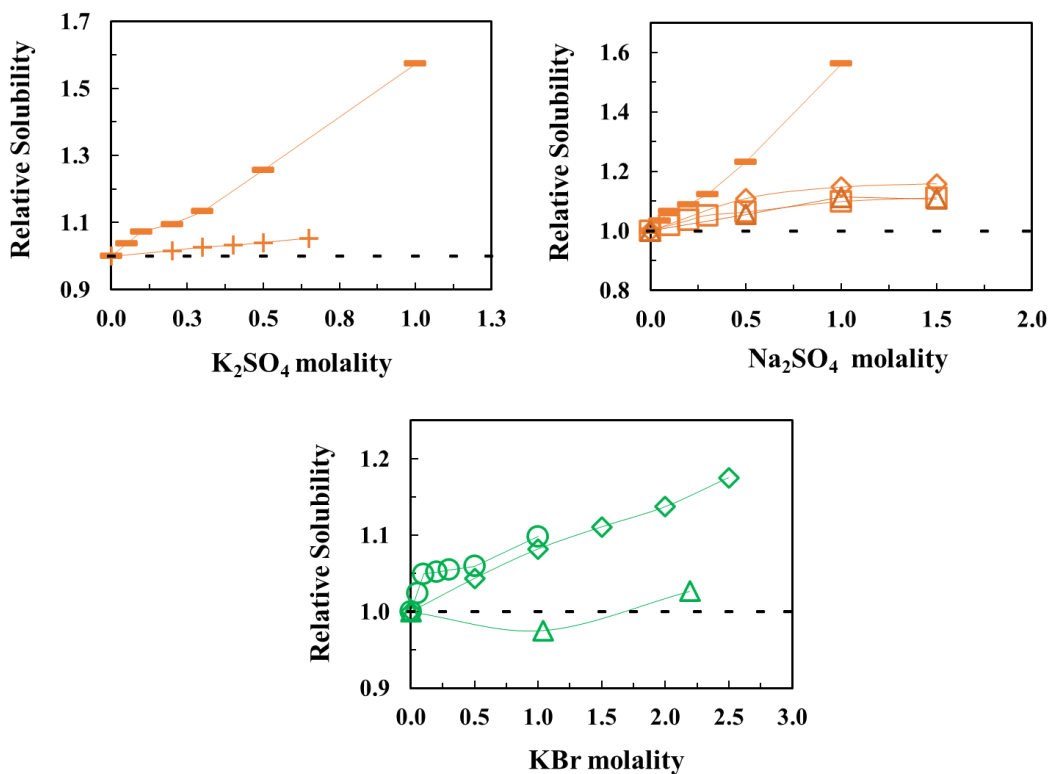 1.7
1.5
1.3
1.1
0.9
Relative Solubility
0.0 0.3 0.5 0.8 1.0 1.3
K₂SO₄ molality
1.6
1.4
1.2
1.0
0.8
Relative Solubility
0.0 0.5 1.0 1.5 2.0
Na₂SO₄ molality
1.2
1.1
1.0
0.9
Relative Solubility
0.0 0.5 1.0 1.5 2.0 2.5 3.0
KBr molality